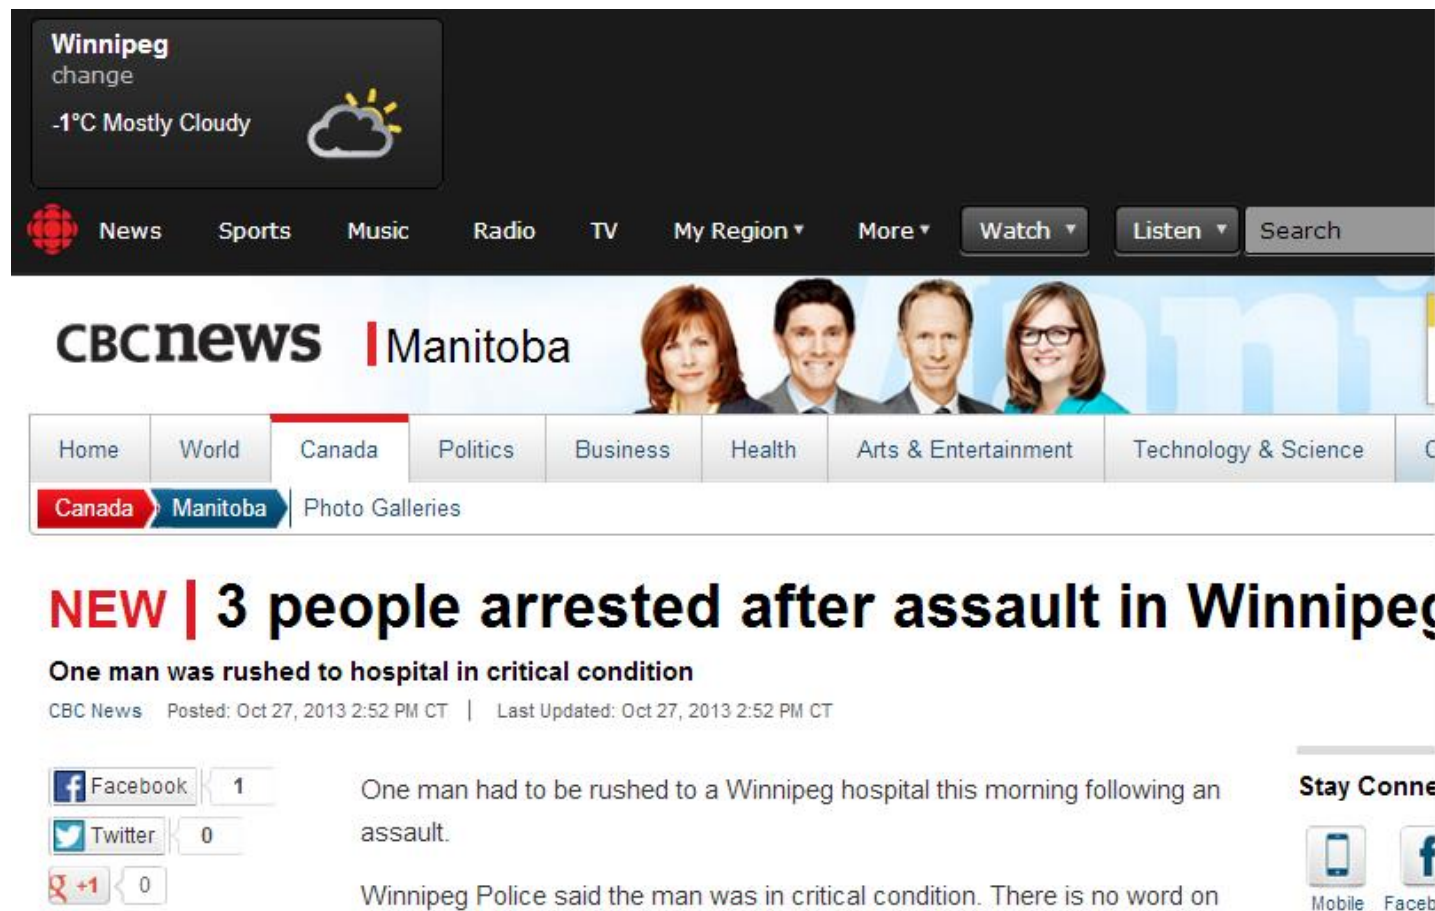 Winnipeg
change
-1°C Mostly Cloudy
News Sports Music Radio TV My Region More Watch Listen Search
CBCnews Manitoba
Home World Canada Politics Business Health Arts & Entertainment Technology & Science
Canada Manitoba Photo Galleries
NEW | 3 people arrested after assault in Winnipeg
One man was rushed to hospital in critical condition
CBC News Posted: Oct 27, 2013 2:52 PM CT | Last Updated: Oct 27, 2013 2:52 PM CT
Facebook 1
Twitter 0
+1 0
One man had to be rushed to a Winnipeg hospital this morning following an
assault.
Winnipeg Police said the man was in critical condition. There is no word on
Stay Conne
Mobile Faceb